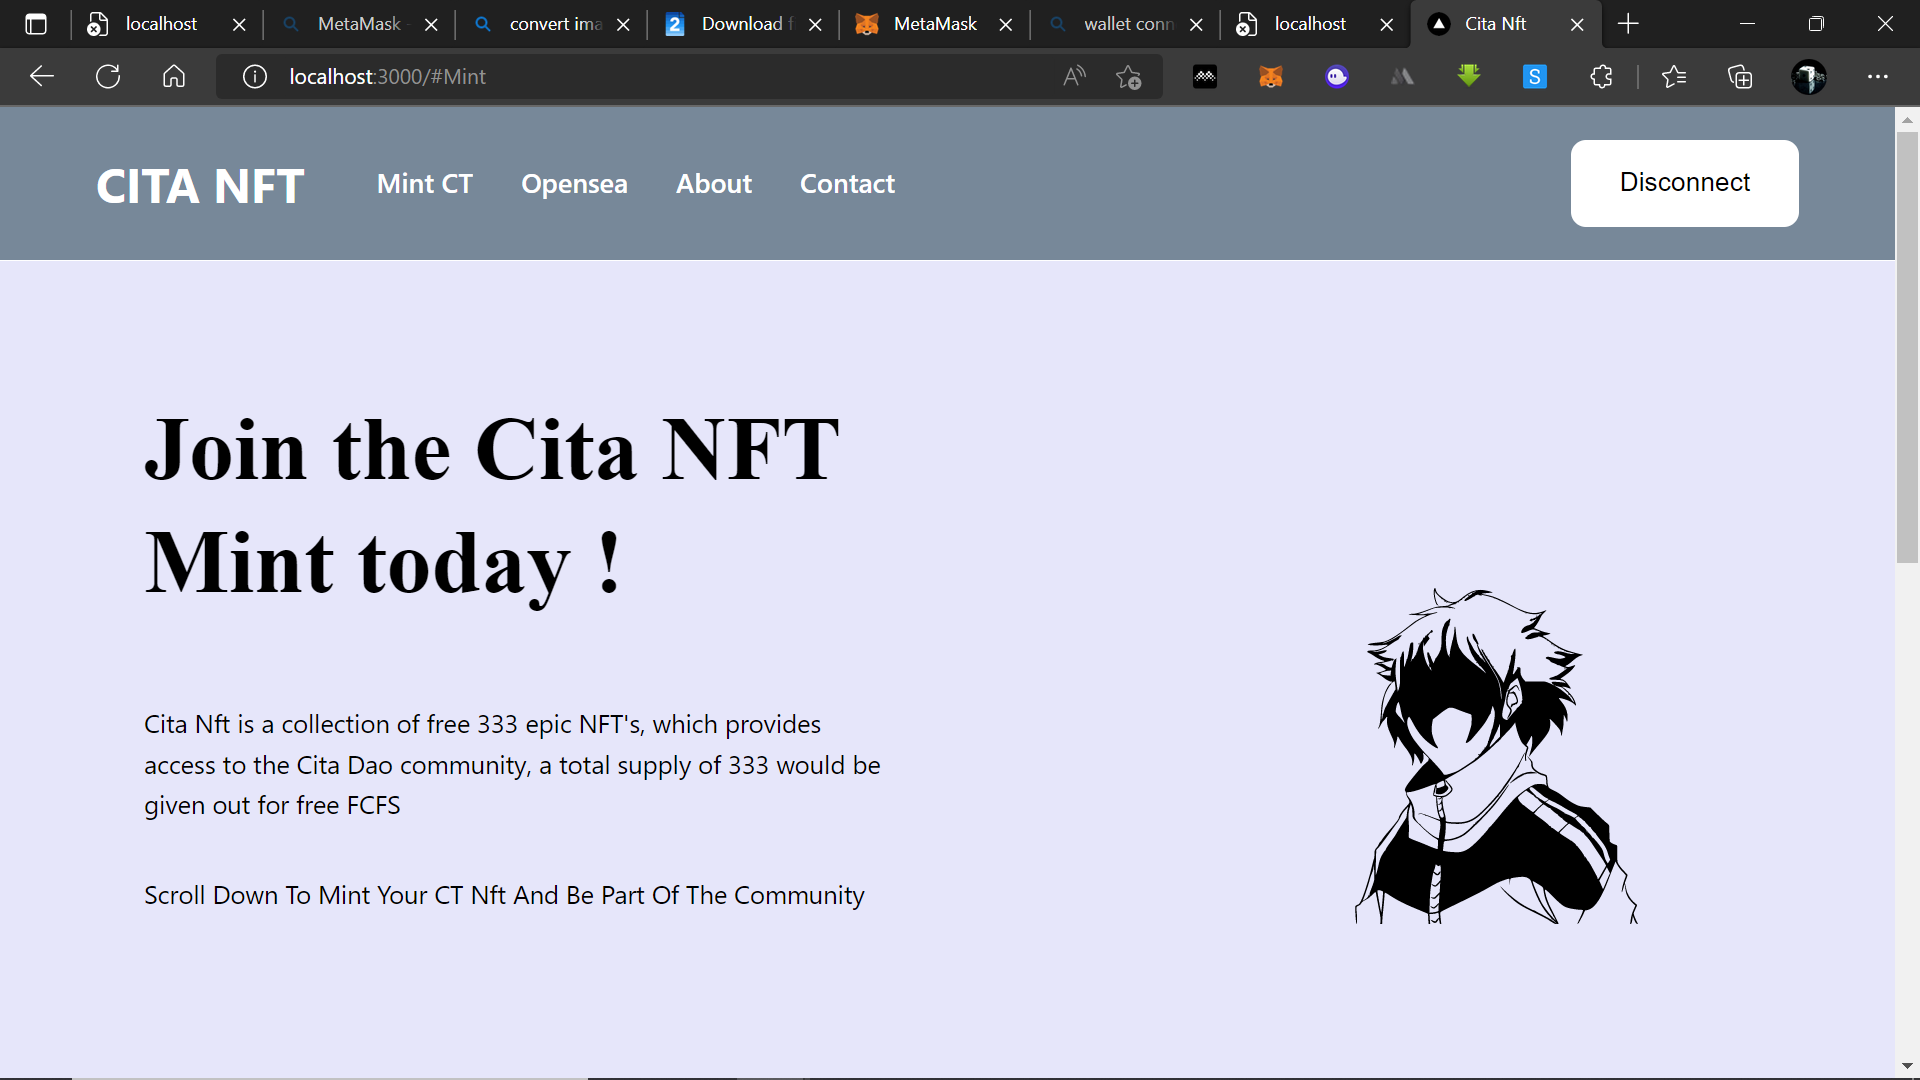 localhost
MetaMask
convert ima
Download f
MetaMask
wallet conn
localhost
Cita Nft
localhost:3000/#Mint
CITA NFT
Mint CT
Opensea
About
Contact
Disconnect
Join the Cita NFT
Mint today !
Cita Nft is a collection of free 333 epic NFT's, which provides
access to the Cita Dao community, a total supply of 333 would be
given out for free FCFS
Scroll Down To Mint Your CT Nft And Be Part Of The Community